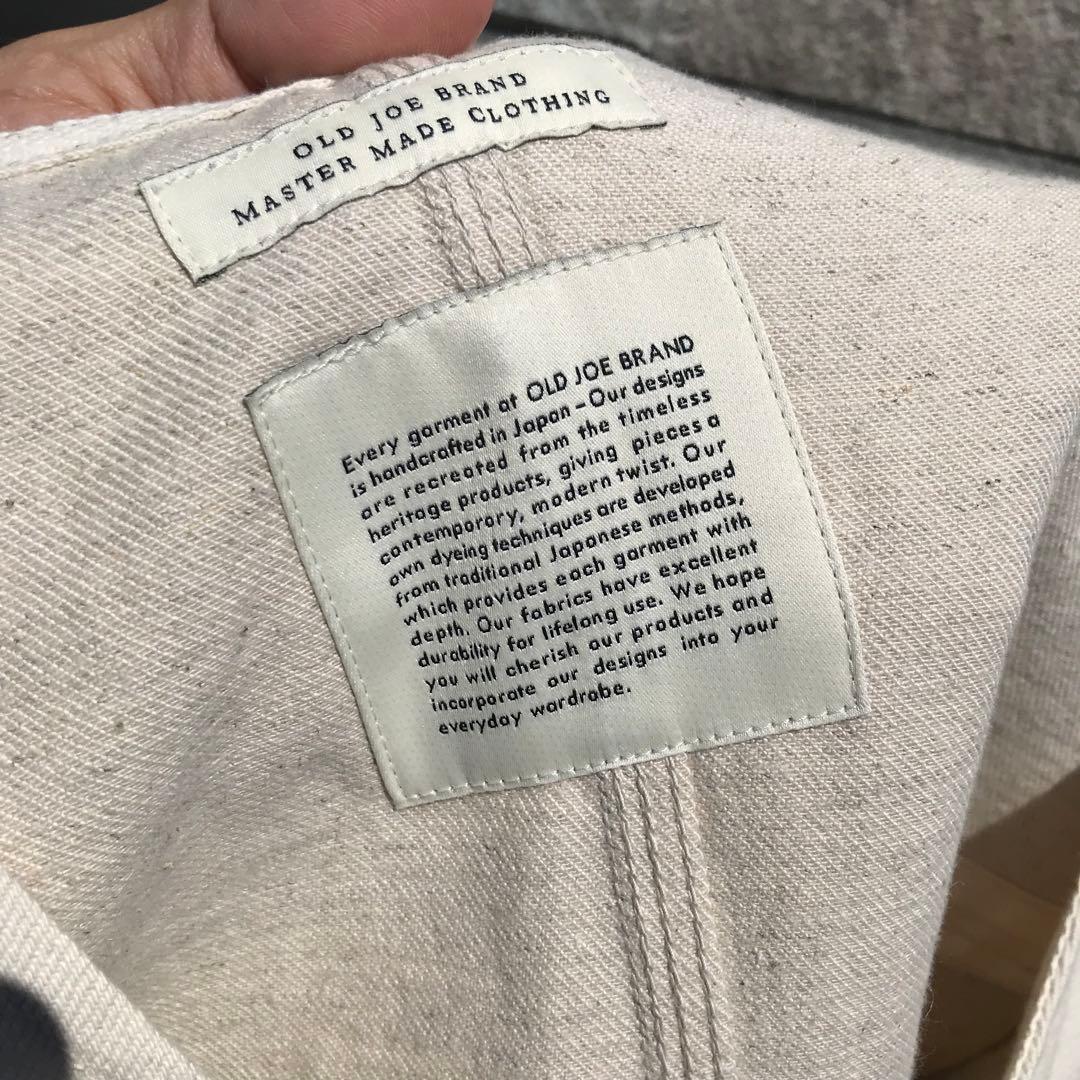 OLD JOE BRAND
MASTER MADE CLOTHING
Every garment at OLD JOE BRAND
is handcrafted in Japan-Our designs
are recreated from the timeless
heritage products, giving pieces a
contemporary, modern twist. Our
own dyeing techniques are developed
from traditional Japanese methods,
which provides each garment with
depth. Our fabrics have excellent
durability for lifelong use. We hope
you will cherish our products and
incorporate our designs into your
everyday wardrobe.